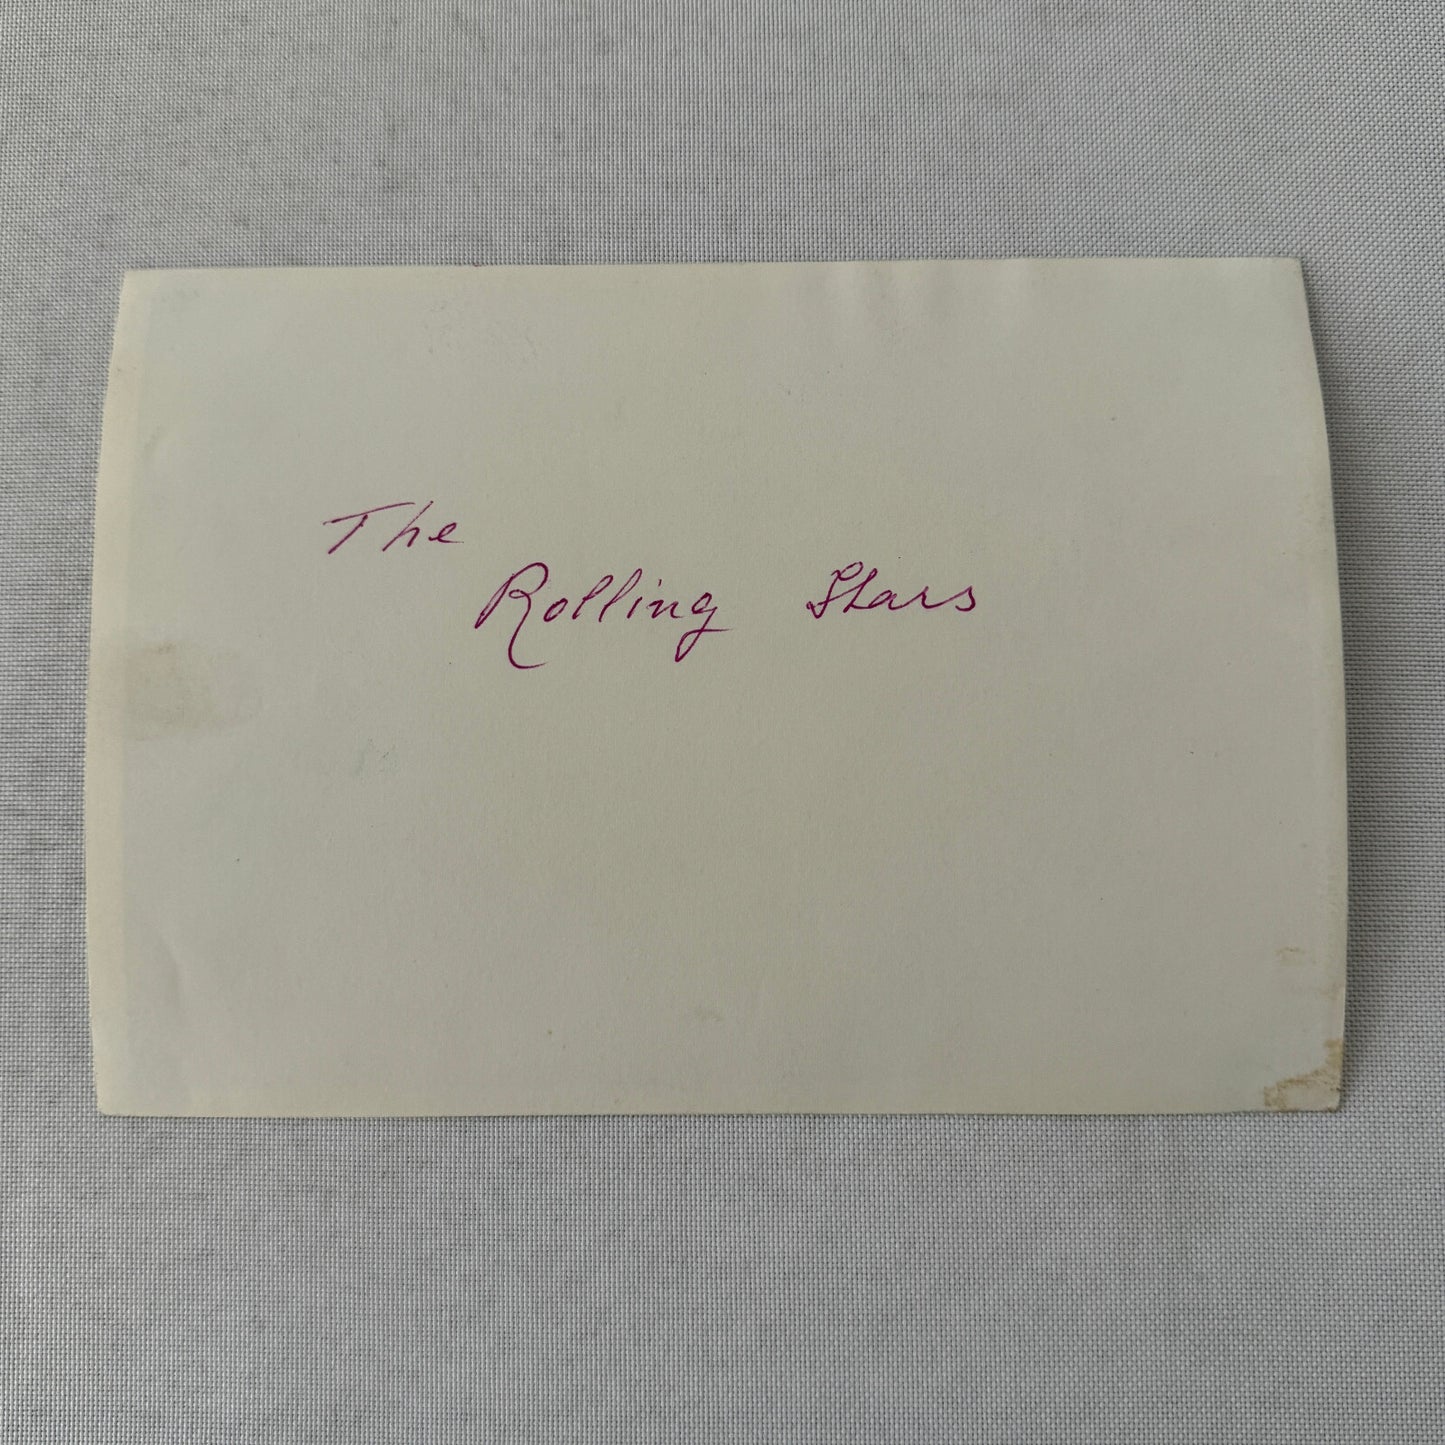 The
Rolling Stars